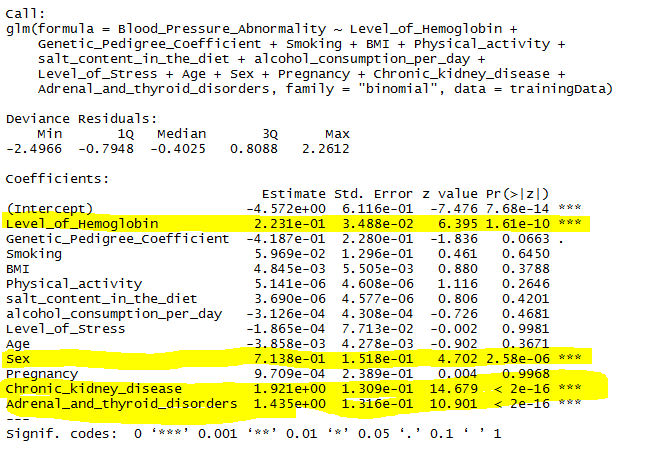 Call:
glm(formula = Blood_Pressure_Abnormality ~ Level_of_Hemoglobin +
    Genetic_Pedigree_Coefficient + Smoking + BMI + Physical_activity +
    salt_content_in_the_diet + alcohol_consumption_per_day +
    Level_of_Stress + Age + Sex + Pregnancy + Chronic_kidney_disease +
    Adrenal_and_thyroid_disorders, family = "binomial", data = trainingData)
Deviance Residuals:
    Min      1Q  Median      3Q     Max
-2.4966 -0.7948 -0.4025  0.8088  2.2612
Coefficients:
                                Estimate Std. Error z value Pr(>|z|)
(Intercept)                   -4.572e+00  6.116e-01  -7.476 7.68e-14 ***
Level_of_Hemoglobin            2.231e-01  3.488e-02   6.395 1.61e-10 ***
Genetic_Pedigree_Coefficient  -4.187e-01  2.280e-01  -1.836   0.0663 .
Smoking                        5.969e-02  1.296e-01   0.461   0.6450
BMI                            4.845e-03  5.505e-03   0.880   0.3788
Physical_activity              5.141e-06  4.608e-06   1.116   0.2646
salt_content_in_the_diet       3.690e-06  4.577e-06   0.806   0.4201
alcohol_consumption_per_day   -3.126e-04  4.308e-04  -0.726   0.4681
Level_of_Stress               -1.865e-04  7.713e-02  -0.002   0.9981
Age                           -3.858e-03  4.278e-03  -0.902   0.3671
Sex                            7.138e-01  1.518e-01   4.702 2.58e-06 ***
Pregnancy                      9.709e-04  2.389e-01   0.004   0.9968
Chronic_kidney_disease         1.921e+00  1.309e-01  14.679  < 2e-16 ***
Adrenal_and_thyroid_disorders  1.435e+00  1.316e-01  10.901  < 2e-16 ***
---
Signif. codes:  0 ‘***’ 0.001 ‘**’ 0.01 ‘*’ 0.05 ‘.’ 0.1 ‘ ’ 1